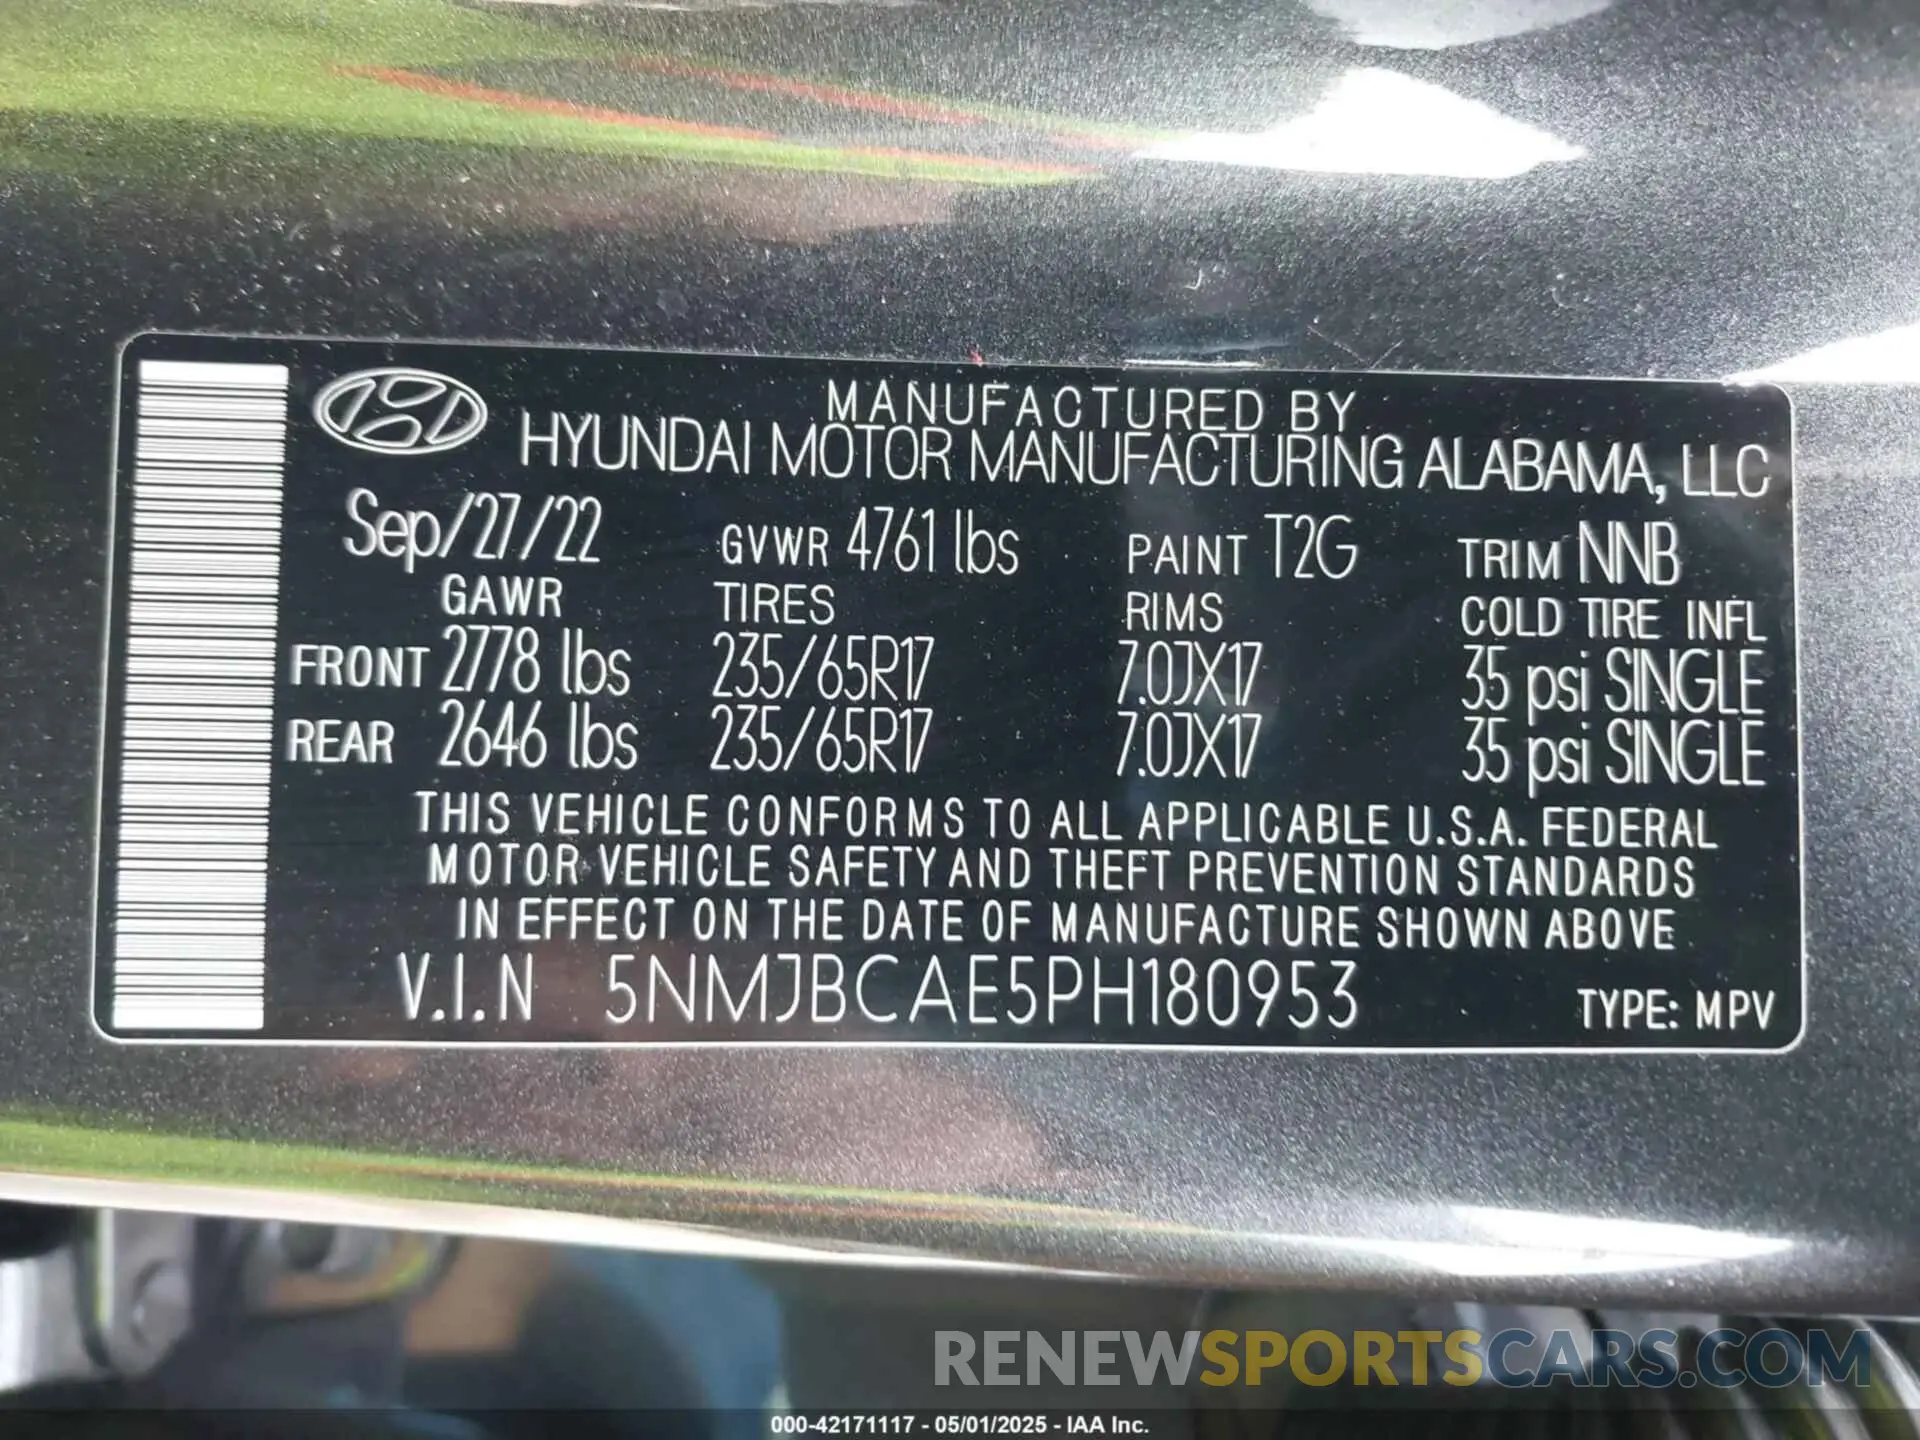 MANUFACTURED BY
HYUNDAI MOTOR MANUFACTURING ALABAMA, LLC
Sep/27/22 GVWR 4761 lbs PAINT T2G TRIM NNB
GAWR TIRES RIMS COLD TIRE INFL
FRONT 2778 lbs 235/65R17 7.0JX17 35 psi SINGLE
REAR 2646 lbs 235/65R17 7.0JX17 35 psi SINGLE
THIS VEHICLE CONFORMS TO ALL APPLICABLE U.S.A. FEDERAL
MOTOR VEHICLE SAFETY AND THEFT PREVENTION STANDARDS
IN EFFECT ON THE DATE OF MANUFACTURE SHOWN ABOVE
V.I.N 5NMJBCAE5PH180953 TYPE: MPV
RENEWSPORTSCARS.COM
000-42171117 - 05/01/2025 - IAA Inc.